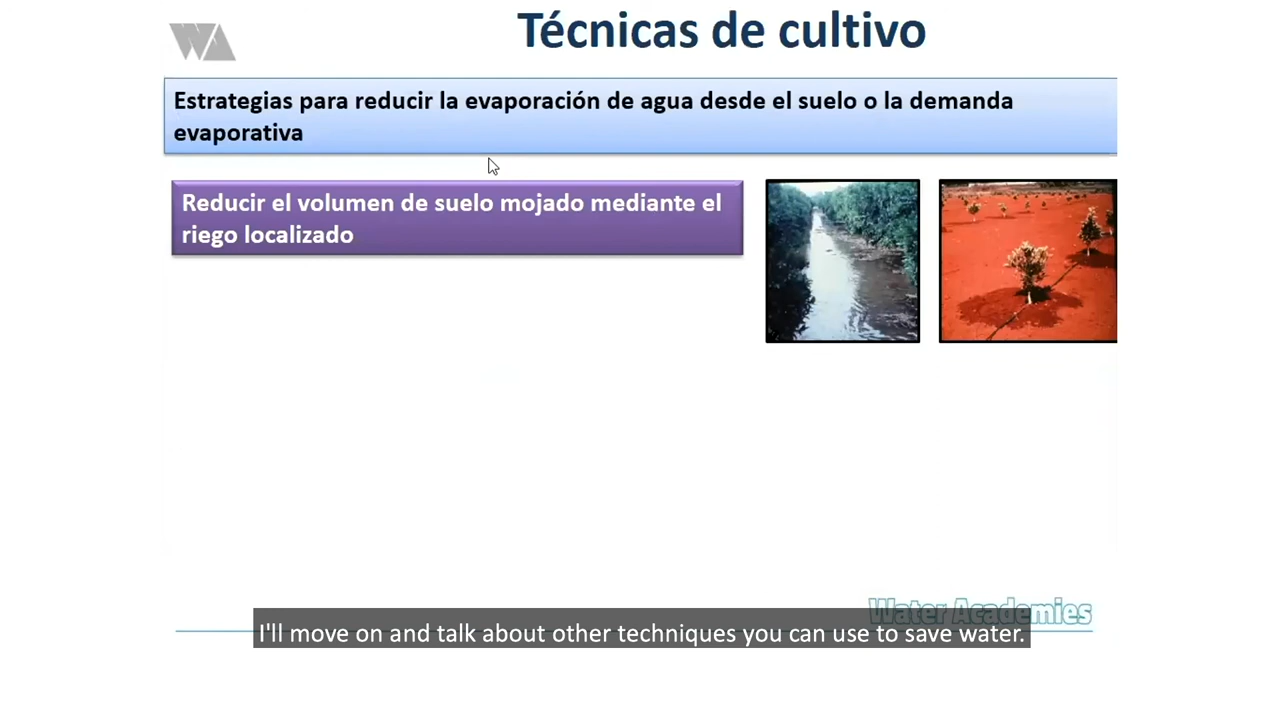 WA
Técnicas de cultivo
Estrategias para reducir la evaporación de agua desde el suelo o la demanda
evaporativa
Reducir el volumen de suelo mojado mediante el
riego localizado
Water Academies
I'll move on and talk about other techniques you can use to save water.